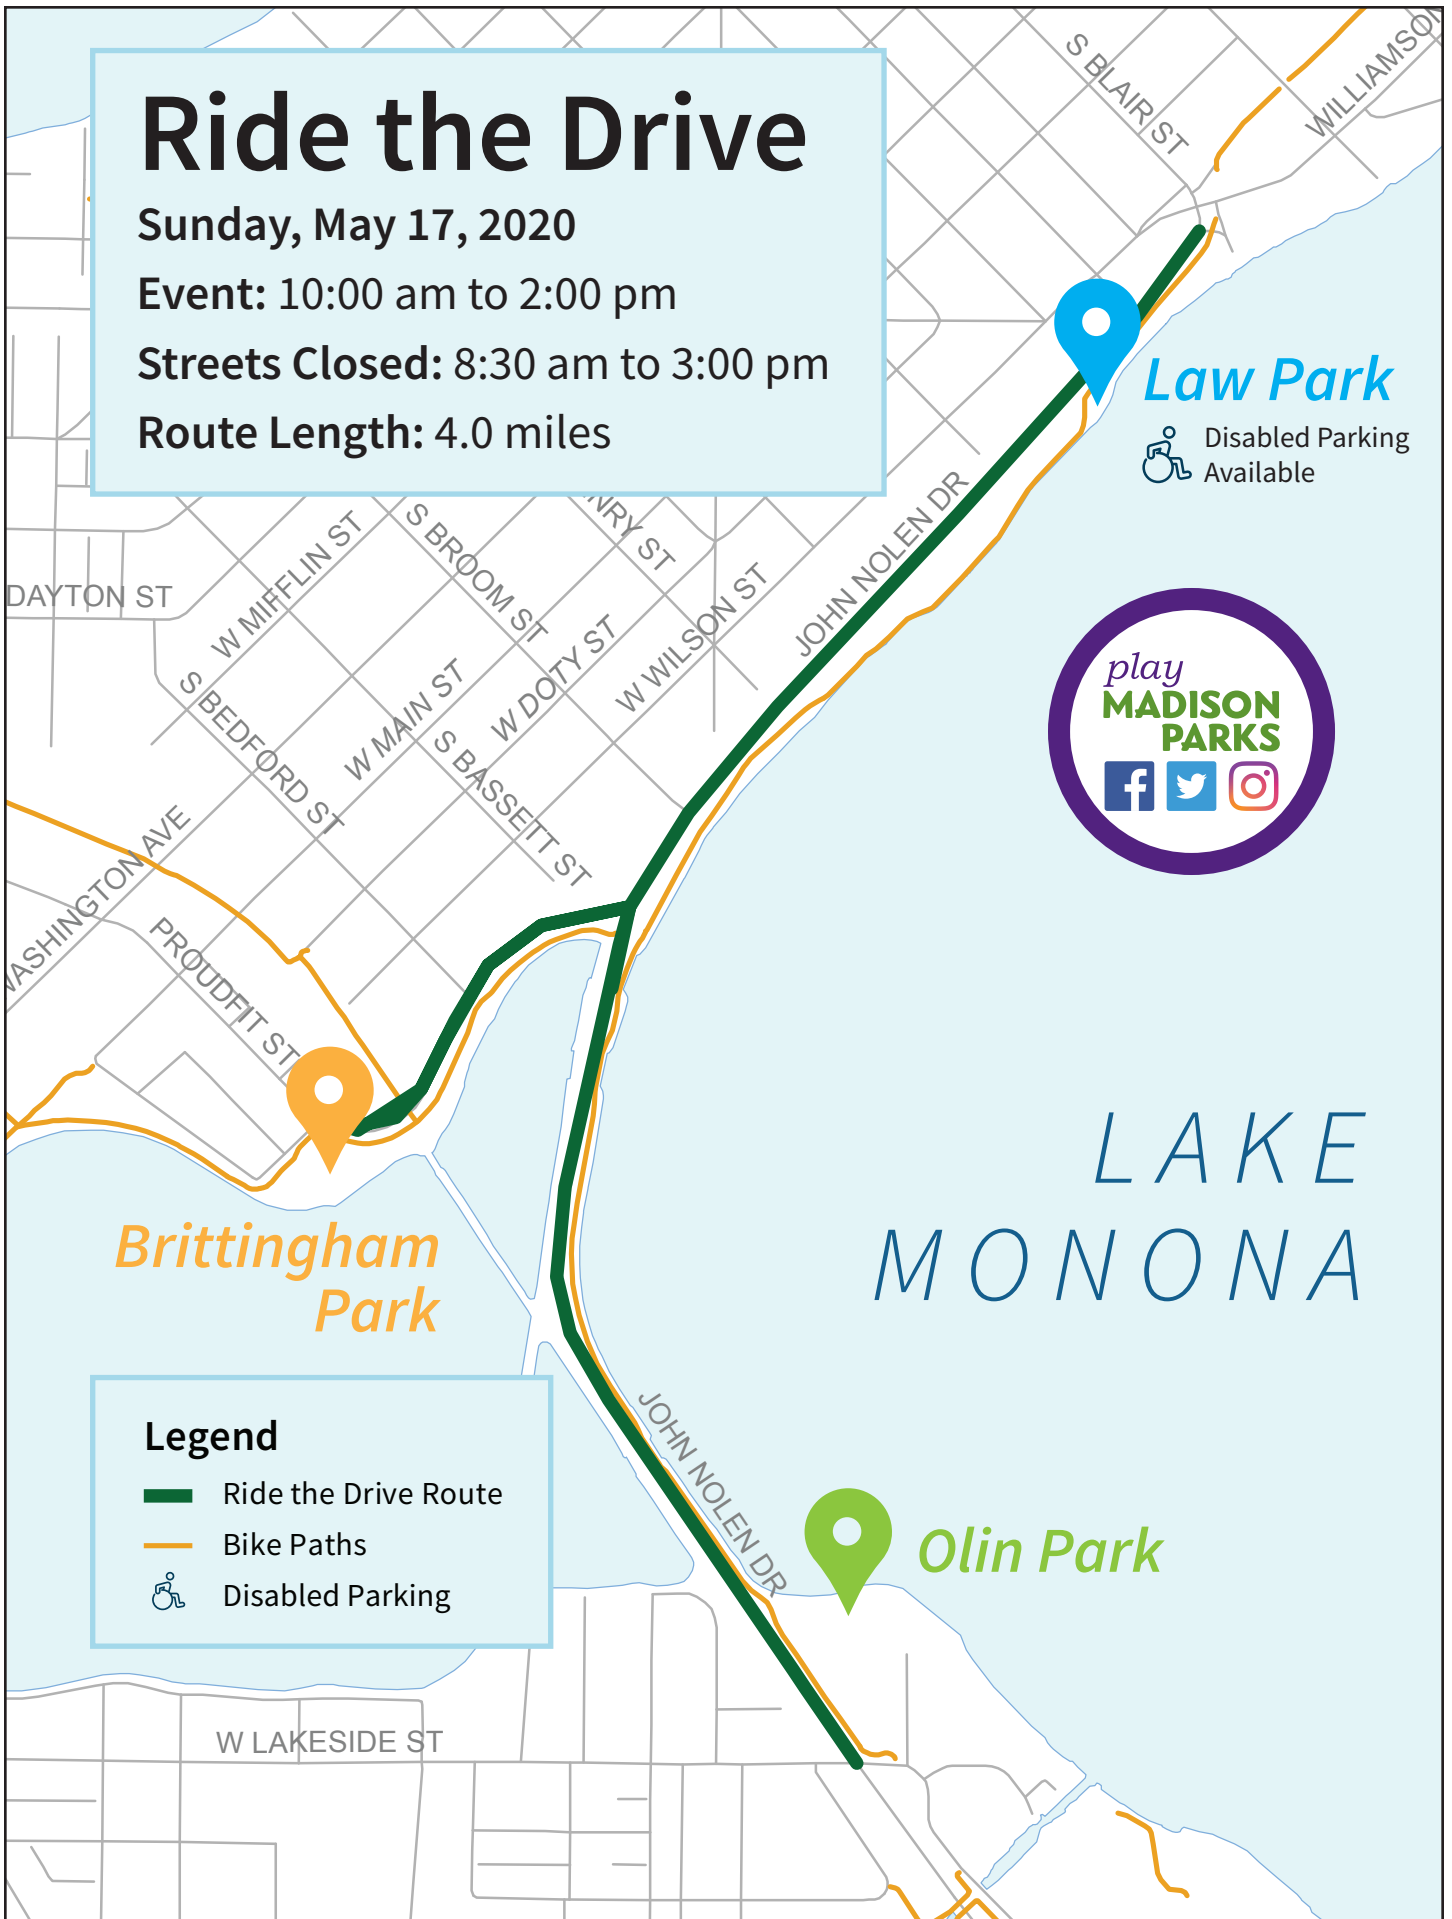 Ride the Drive
Sunday, May 17, 2020
Event: 10:00 am to 2:00 pm
Streets Closed: 8:30 am to 3:00 pm
Route Length: 4.0 miles
S BLAIR ST
Law Park
Disabled Parking
Available
JOHN NOLEN DR
S BROOM ST
W MIFFLIN ST
DAYTON ST
W WILSON ST
W DOTY ST
W MAIN ST
S BEDFORD ST
S BASSETT ST
PROUDFIT ST
play
MADISON
PARKS
LAKE
MONONA
Brittingham
Park
Legend
Ride the Drive Route
Bike Paths
Disabled Parking
JOHN NOLEN DR
Olin Park
W LAKESIDE ST